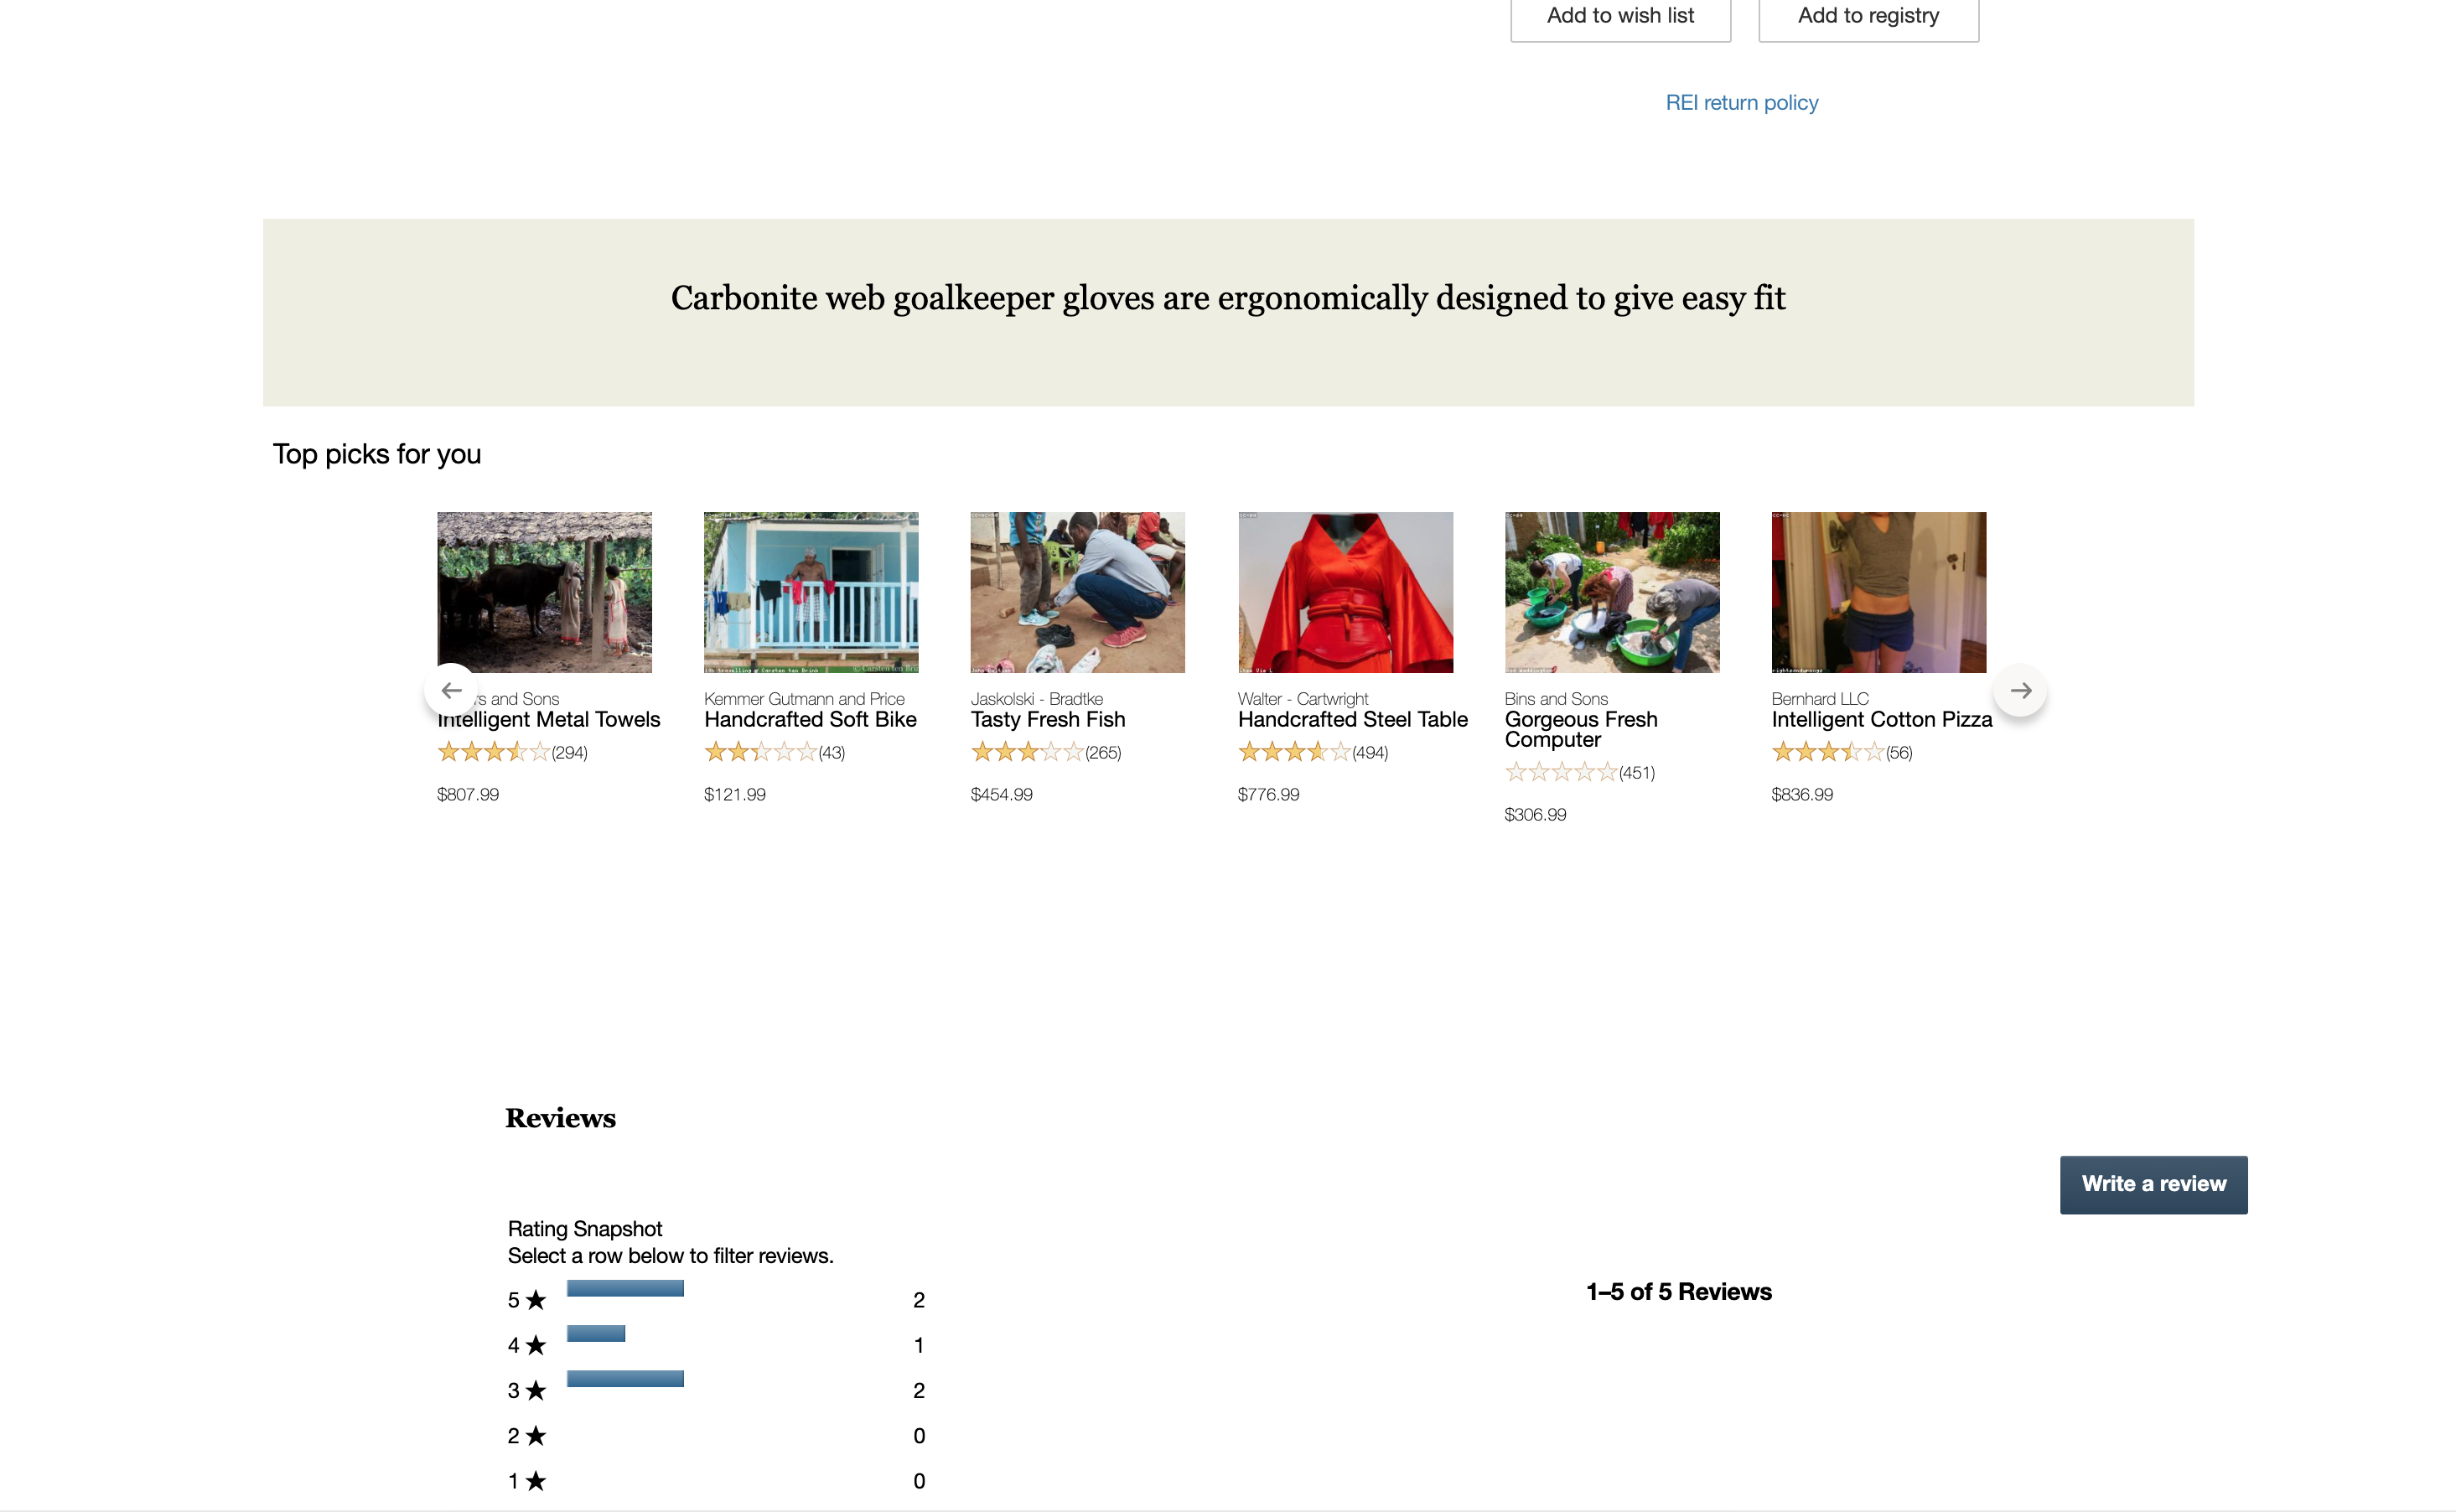 Add to wish list
Add to registry
REI return policy
Carbonite web goalkeeper gloves are ergonomically designed to give easy fit
Top picks for you
and Sons
Intelligent Metal Towels
(294)
$807.99
Kemmer Gutmann and Price
Handcrafted Soft Bike
(43)
$121.99
Jaskolski - Bradtke
Tasty Fresh Fish
(265)
$454.99
Walter - Cartwright
Handcrafted Steel Table
(494)
$776.99
Bins and Sons
Gorgeous Fresh
Computer
(451)
$306.99
Bernhard LLC
Intelligent Cotton Pizza
(56)
$836.99
Reviews
Write a review
Rating Snapshot
Select a row below to filter reviews.
1–5 of 5 Reviews
5 ★ 2
4 ★ 1
3 ★ 2
2 ★ 0
1 ★ 0